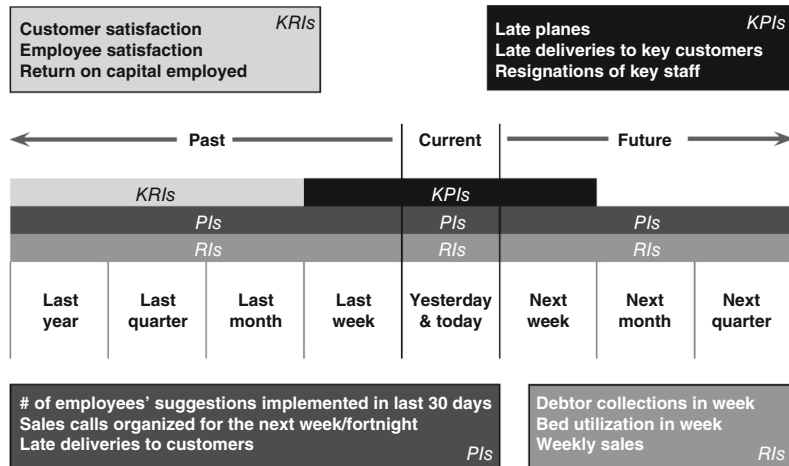 Customer satisfaction KRIs
Employee satisfaction
Return on capital employed
Late planes KPIs
Late deliveries to key customers
Resignations of key staff
Past Current Future
KRIs KPIs
PIs PIs PIs
RIs RIs RIs
Last Last Last Last Yesterday Next Next Next
year quarter month week & today week month quarter
# of employees’ suggestions implemented in last 30 days
Sales calls organized for the next week/fortnight
Late deliveries to customers PIs
Debtor collections in week
Bed utilization in week
Weekly sales RIs